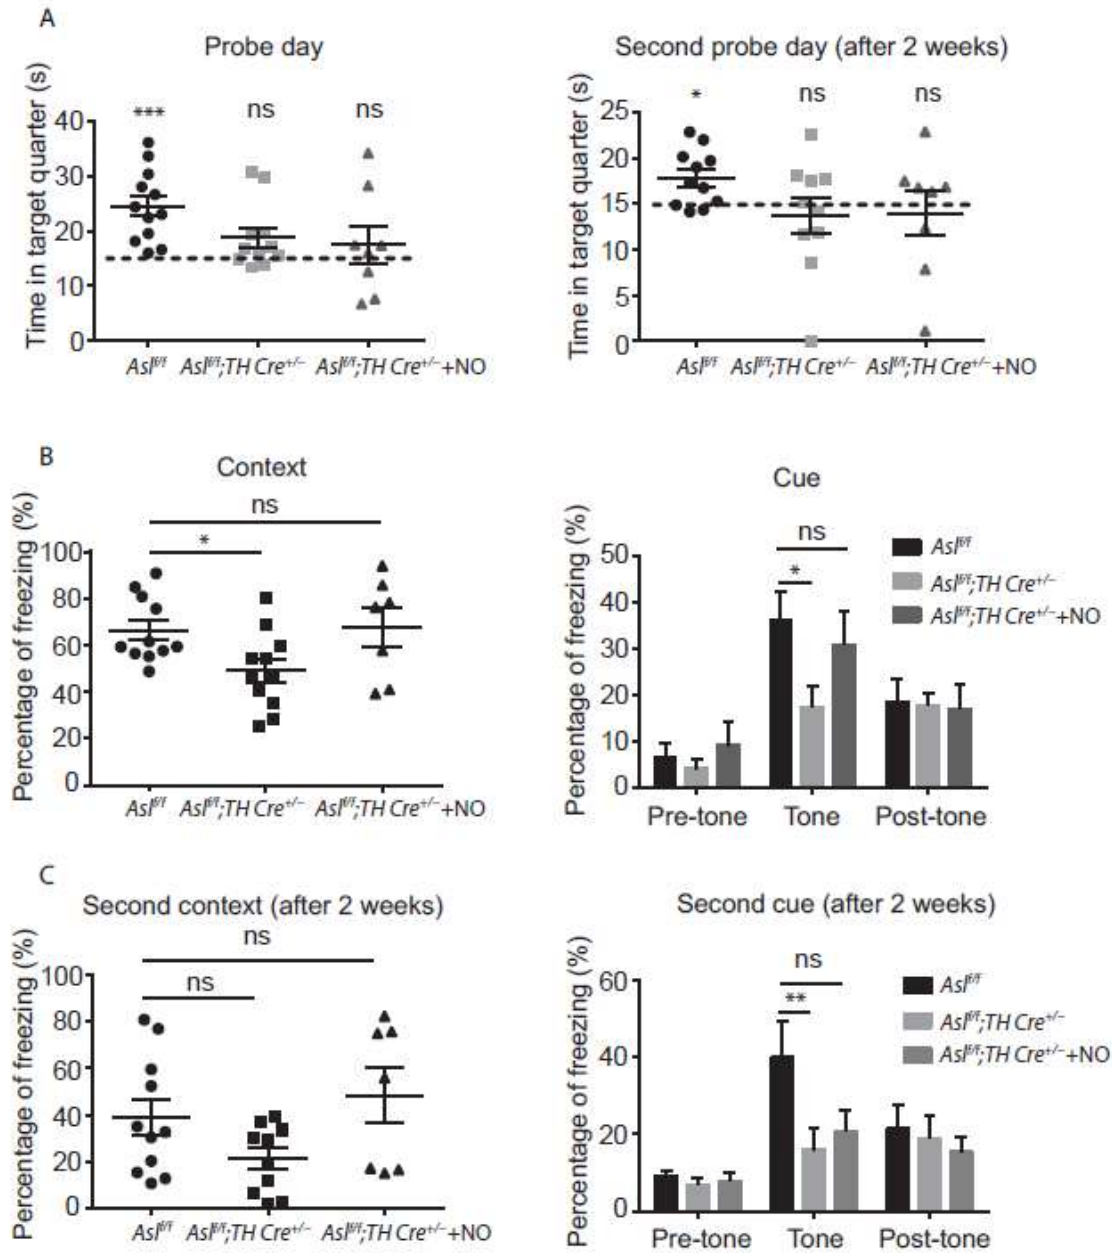 A
Probe day
Time in target quarter (s)
*** ns ns
40
30
20
10
0
Asl^f/f Asl^f/f;TH Cre^+/– Asl^f/f;TH Cre^+/–+NO
Second probe day (after 2 weeks)
Time in target quarter (s)
* ns ns
25
20
15
10
5
0
Asl^f/f Asl^f/f;TH Cre^+/– Asl^f/f;TH Cre^+/–+NO
B
Context
Percentage of freezing (%)
ns
*
100
80
60
40
20
0
Asl^f/f Asl^f/f;TH Cre^+/– Asl^f/f;TH Cre^+/–+NO
Cue
Percentage of freezing (%)
ns
*
50
40
30
20
10
0
Asl^f/f
Asl^f/f;TH Cre^+/–
Asl^f/f;TH Cre^+/–+NO
Pre-tone Tone Post-tone
C
Second context (after 2 weeks)
Percentage of freezing (%)
ns
ns
100
80
60
40
20
0
Asl^f/f Asl^f/f;TH Cre^+/– Asl^f/f;TH Cre^+/–+NO
Second cue (after 2 weeks)
Percentage of freezing (%)
ns
**
60
40
20
0
Asl^f/f
Asl^f/f;TH Cre^+/–
Asl^f/f;TH Cre^+/–+NO
Pre-tone Tone Post-tone